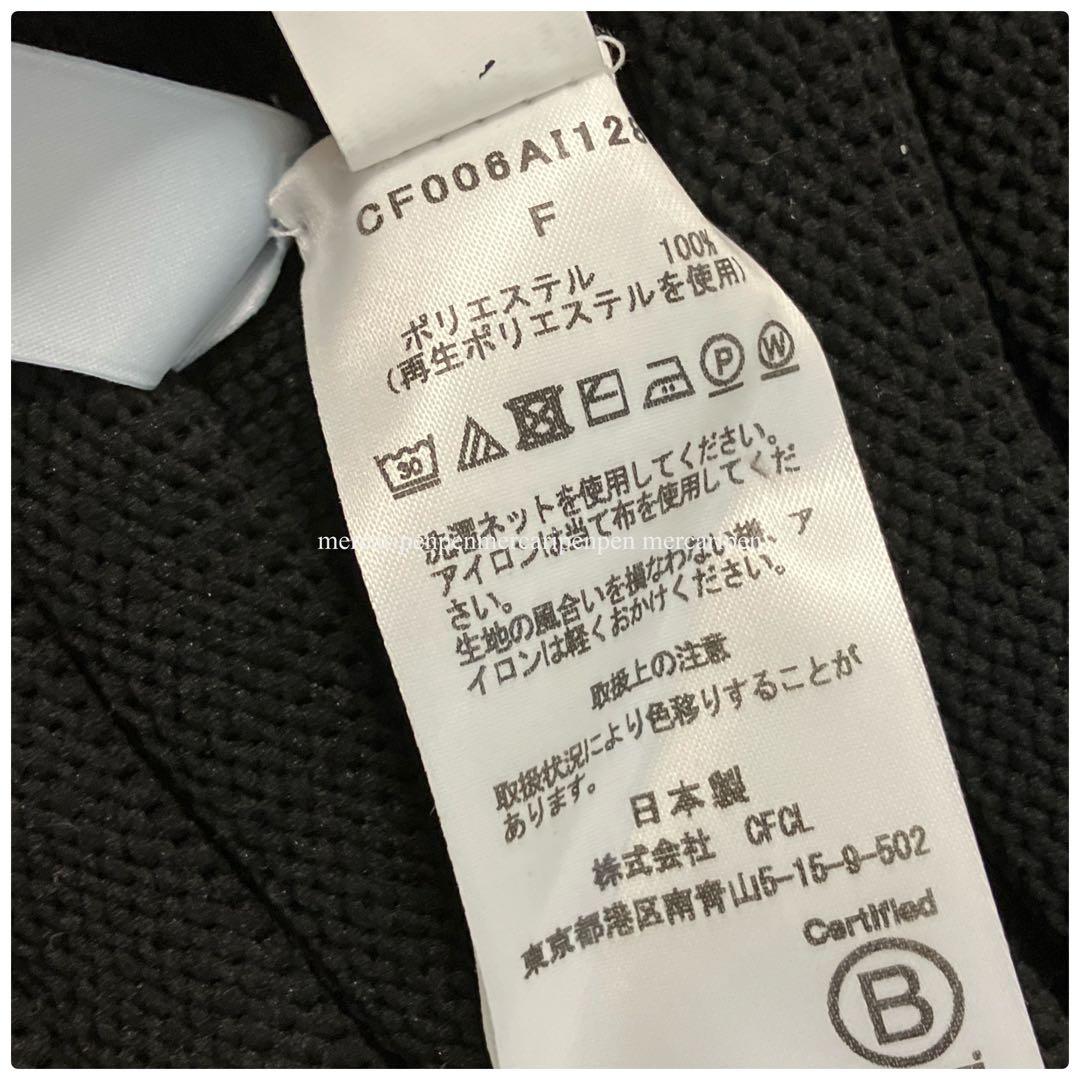 CF006AI128
F
ポリエステル 100%
(再生ポリエステルを使用)
30
P W
洗濯ネットを使用してください。
アイロンは当て布を使用してくだ
さい。
生地の風合いを損なわない様、ア
イロンは軽くおかけください。
取扱上の注意
取扱状況により色移りすることが
あります。
日本製
株式会社 CFCL
東京都港区南青山5-15-9-502
Certified
B